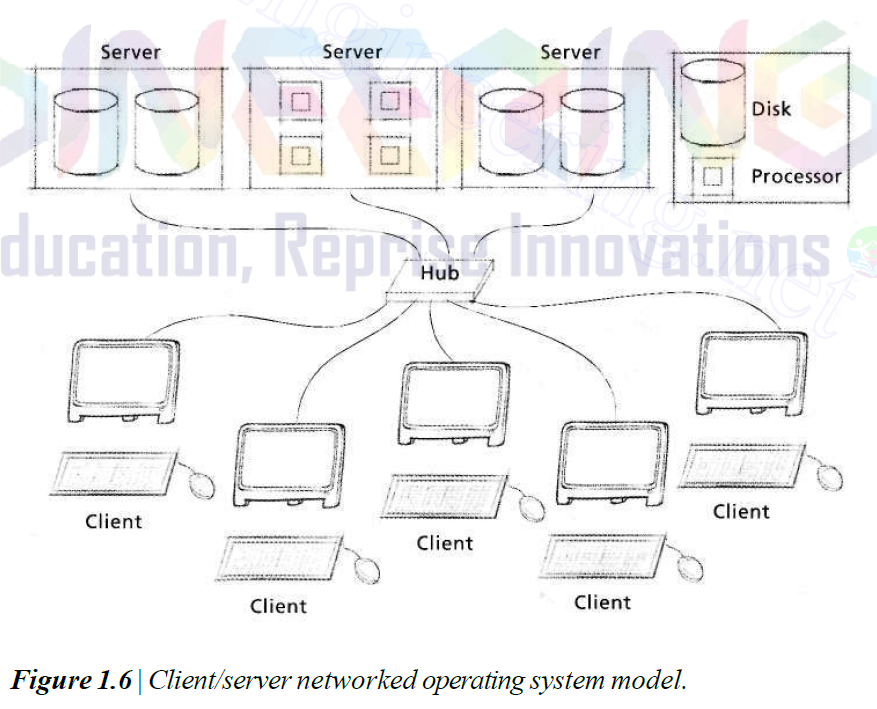 Server Server Server
Disk
Processor
ducation, Reprise Innovations
Hub
Client
Client
Client
Client
Client
Figure 1.6 | Client/server networked operating system model.